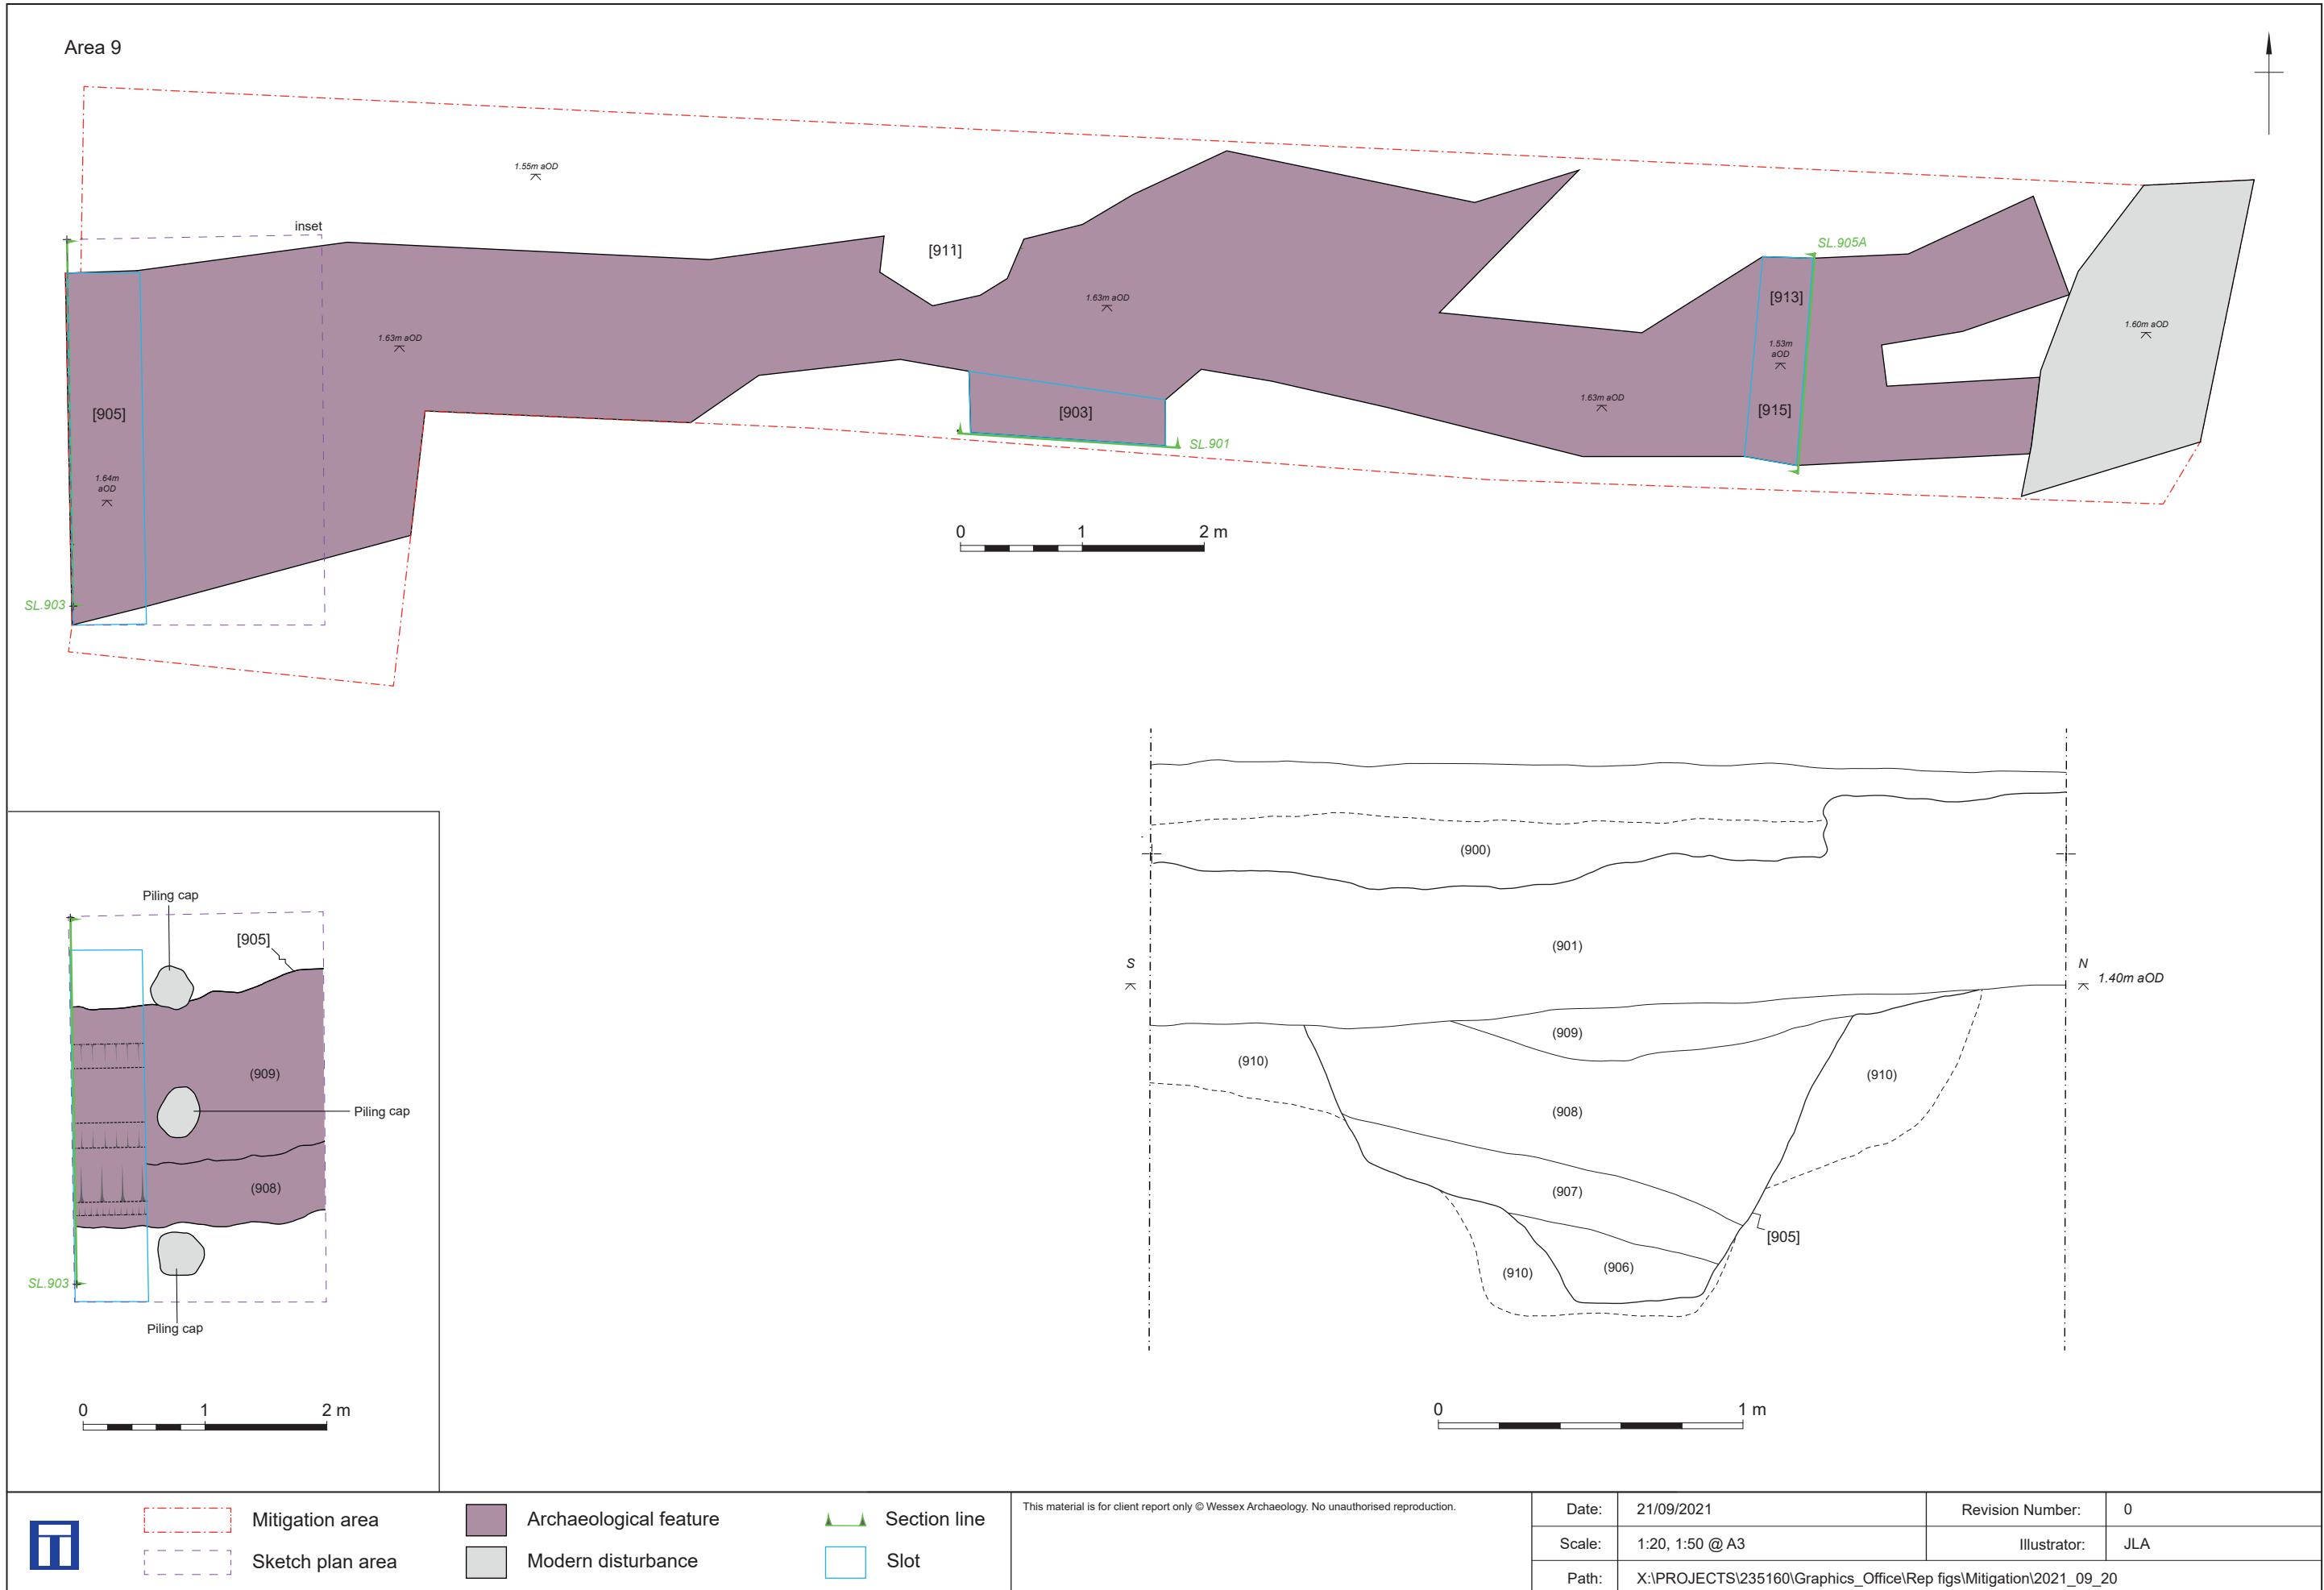 Area 9
1.55m aOD
inset
[911]
SL.905A
[913]
1.63m aOD
1.60m aOD
1.63m aOD
1.53m
aOD
1.63m aOD
[915]
[905]
[903]
SL.901
1.64m
aOD
0 1 2 m
SL.903
Piling cap
[905]
(909)
Piling cap
(908)
SL.903
Piling cap
0 1 2 m
(900)
(901)
S
N
1.40m aOD
(909)
(910)
(910)
(908)
(907)
[905]
(906)
(910)
0 1 m
Mitigation area
Sketch plan area
Archaeological feature
Modern disturbance
Section line
Slot
This material is for client report only © Wessex Archaeology. No unauthorised reproduction.
Date: 21/09/2021 Revision Number: 0
Scale: 1:20, 1:50 @ A3 Illustrator: JLA
Path: X:\PROJECTS\235160\Graphics_Office\Rep figs\Mitigation\2021_09_20